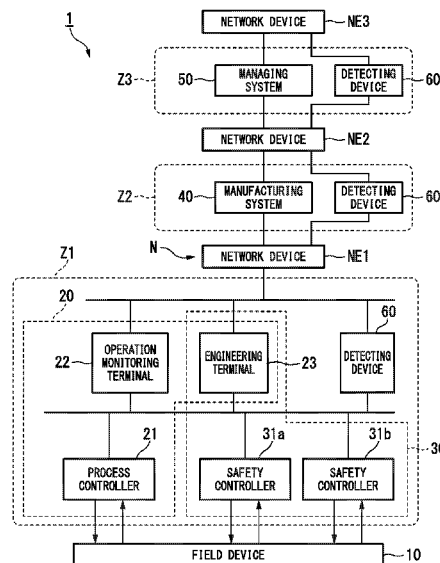 1
NETWORK DEVICE NE3
Z3 50 MANAGING SYSTEM DETECTING DEVICE 60
NETWORK DEVICE NE2
Z2 40 MANUFACTURING SYSTEM DETECTING DEVICE 60
N NETWORK DEVICE NE1
Z1
20
60
22 OPERATION MONITORING TERMINAL ENGINEERING TERMINAL 23 DETECTING DEVICE
21 31a 31b
PROCESS CONTROLLER SAFETY CONTROLLER SAFETY CONTROLLER
30
FIELD DEVICE 10